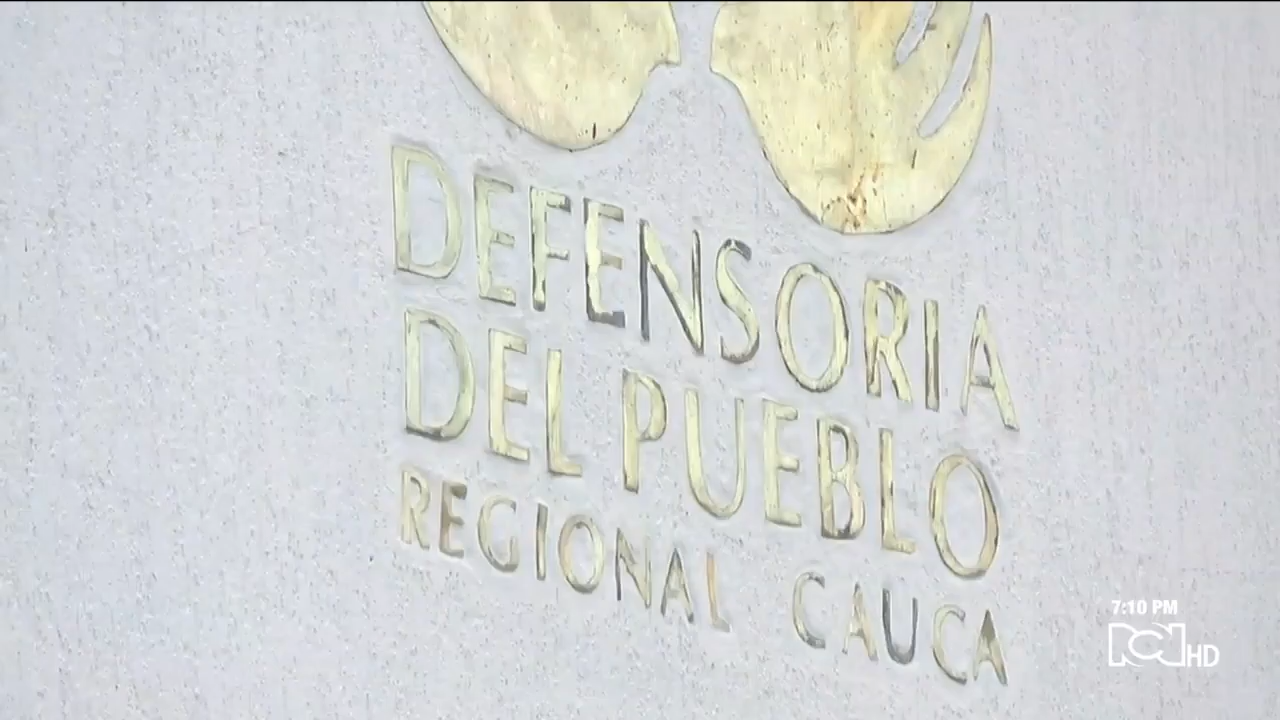 DEFENSORIA
DEL PUEBLO
REGIONAL CAUCA
7:10 PM
RCN HD